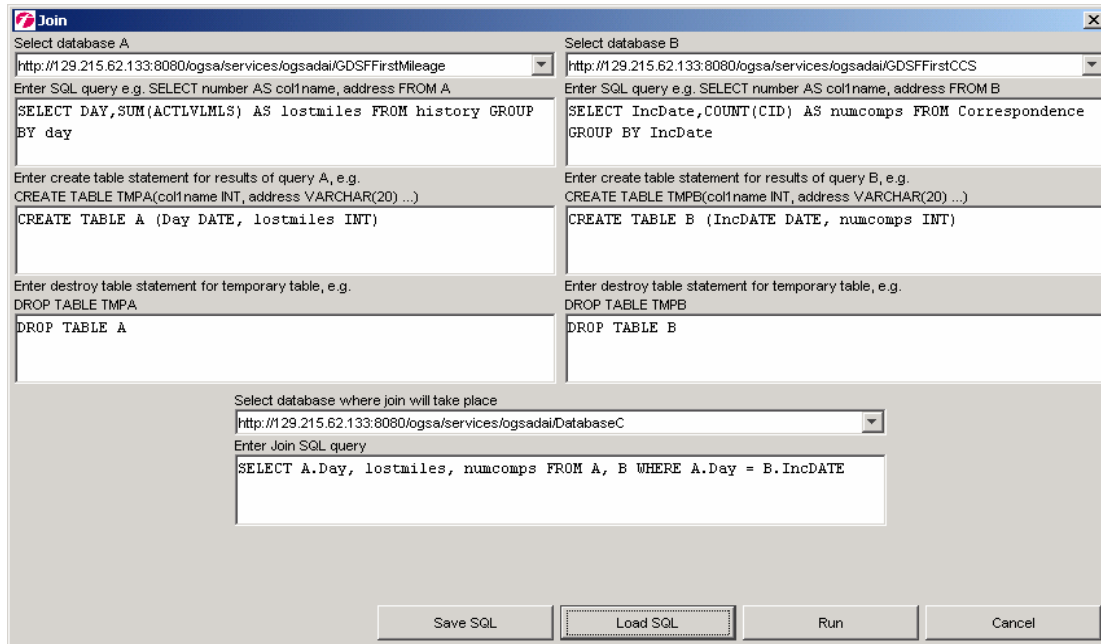 Join
Select database A
http://129.215.62.133:8080/ogsa/services/ogsadai/GDSFFirstMileage
Enter SQL query e.g. SELECT number AS col1name, address FROM A
SELECT DAY,SUM(ACTLVLMLS) AS lostmiles FROM history GROUP
BY day
Enter create table statement for results of query A, e.g.
CREATE TABLE TMPA(col1name INT, address VARCHAR(20) ...)
CREATE TABLE A (Day DATE, lostmiles INT)
Enter destroy table statement for temporary table, e.g.
DROP TABLE TMPA
DROP TABLE A
Select database B
http://129.215.62.133:8080/ogsa/services/ogsadai/GDSFFirstCCS
Enter SQL query e.g. SELECT number AS col1name, address FROM B
SELECT IncDate,COUNT(CID) AS numcomps FROM Correspondence
GROUP BY IncDate
Enter create table statement for results of query B, e.g.
CREATE TABLE TMPB(col1name INT, address VARCHAR(20) ...)
CREATE TABLE B (IncDATE DATE, numcomps INT)
Enter destroy table statement for temporary table, e.g.
DROP TABLE TMPB
DROP TABLE B
Select database where join will take place
http://129.215.62.133:8080/ogsa/services/ogsadai/DatabaseC
Enter Join SQL query
SELECT A.Day, lostmiles, numcomps FROM A, B WHERE A.Day = B.IncDATE
Save SQL
Load SQL
Run
Cancel